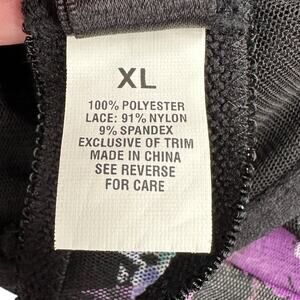 XL
100% POLYESTER
LACE: 91% NYLON
9% SPANDEX
EXCLUSIVE OF TRIM
MADE IN CHINA
SEE REVERSE
FOR CARE